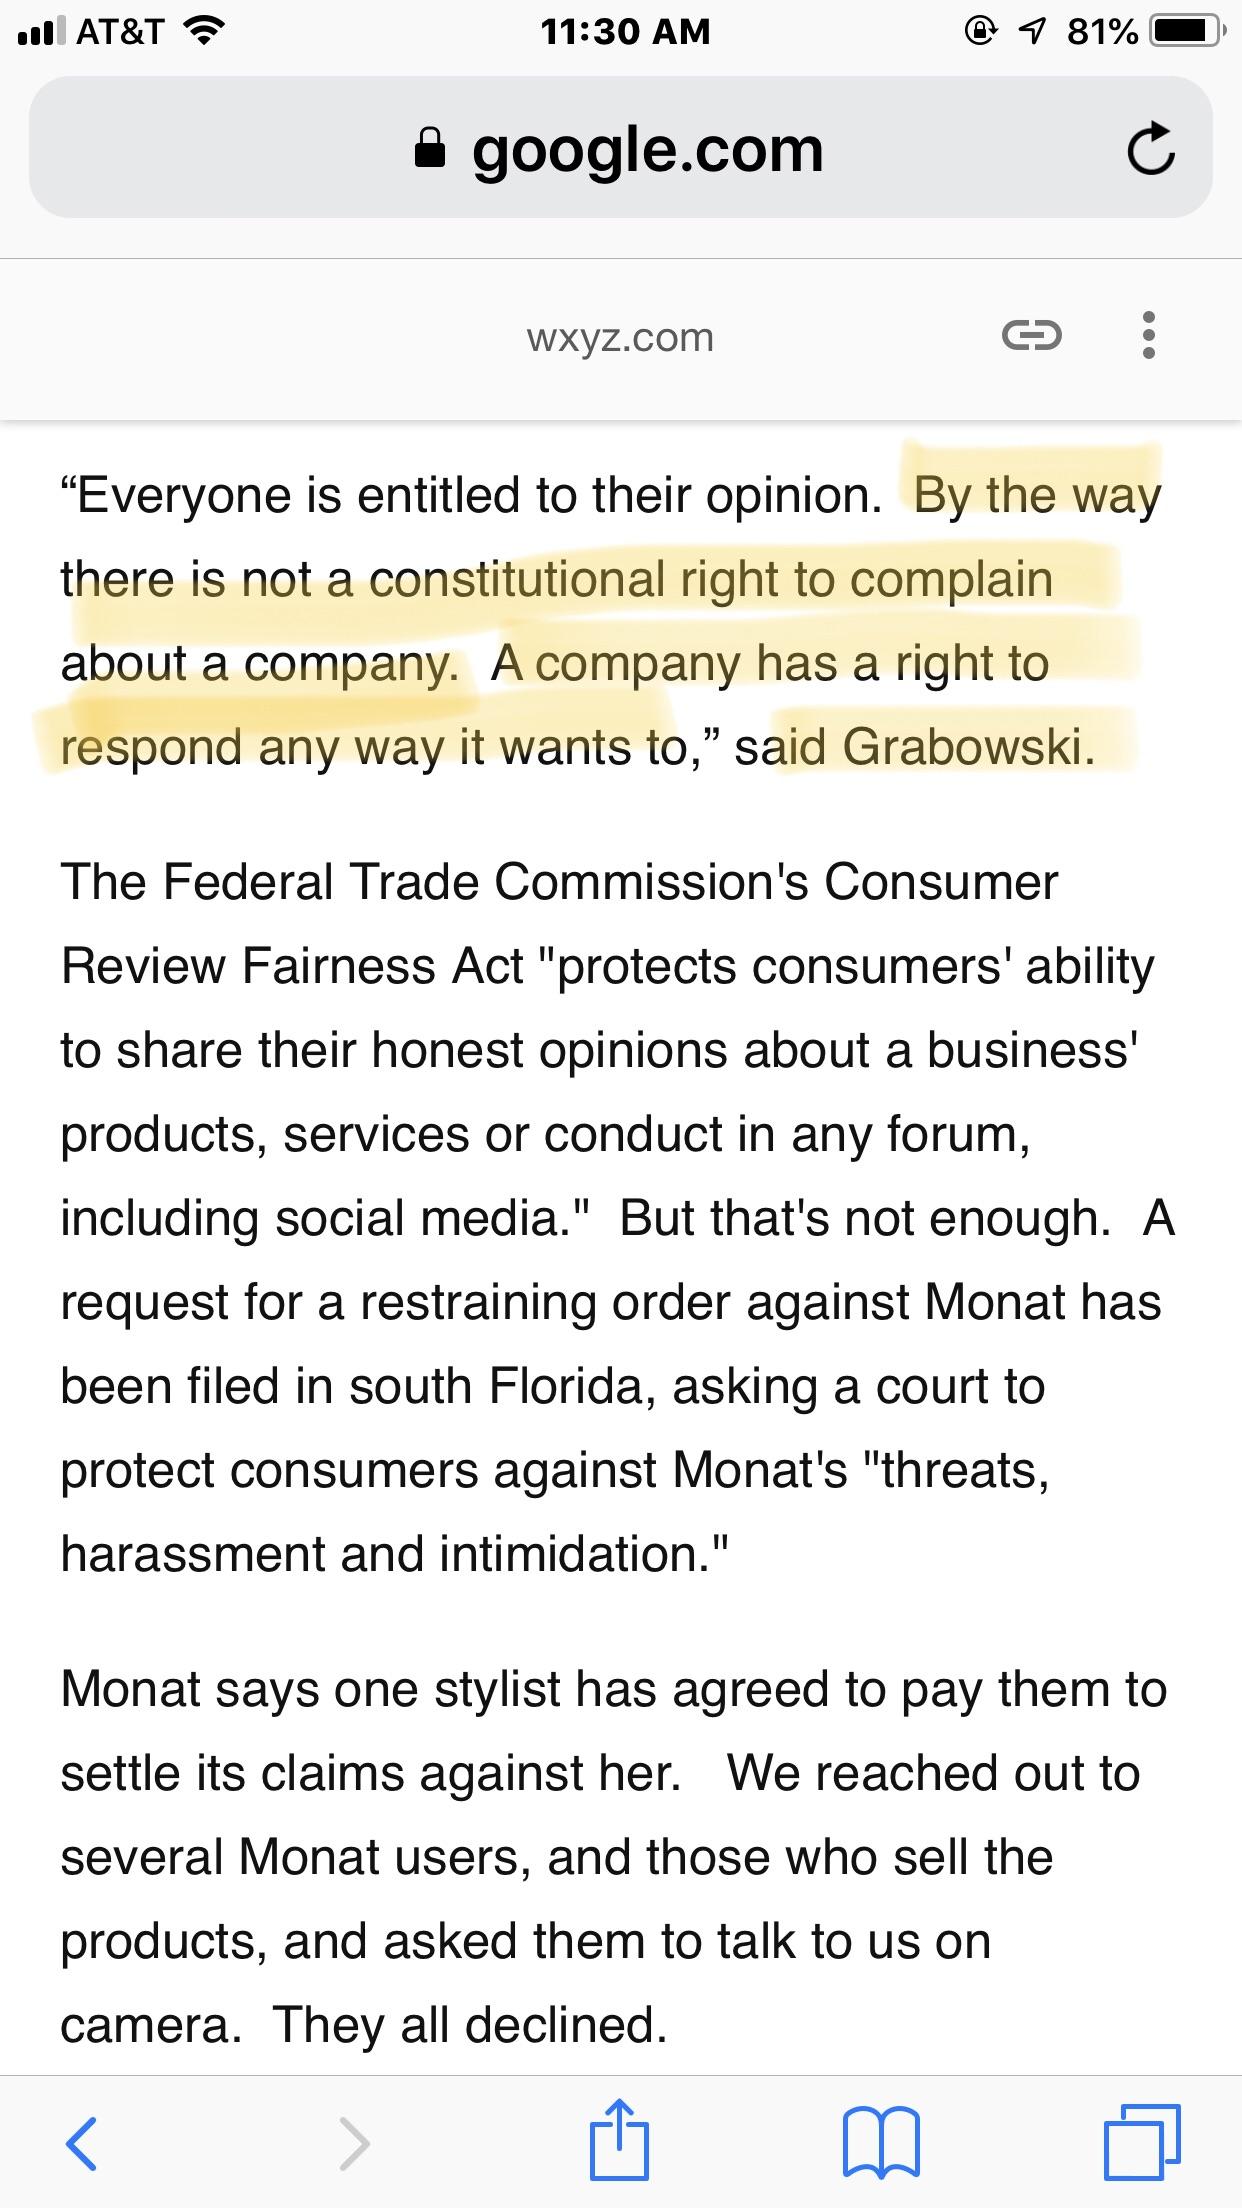 AT&T 11:30 AM 81%
google.com
wxyz.com
“Everyone is entitled to their opinion.  By the way
there is not a constitutional right to complain
about a company.  A company has a right to
respond any way it wants to,” said Grabowski.
The Federal Trade Commission's Consumer
Review Fairness Act "protects consumers' ability
to share their honest opinions about a business'
products, services or conduct in any forum,
including social media."  But that's not enough.  A
request for a restraining order against Monat has
been filed in south Florida, asking a court to
protect consumers against Monat's "threats,
harassment and intimidation."
Monat says one stylist has agreed to pay them to
settle its claims against her.   We reached out to
several Monat users, and those who sell the
products, and asked them to talk to us on
camera.  They all declined.